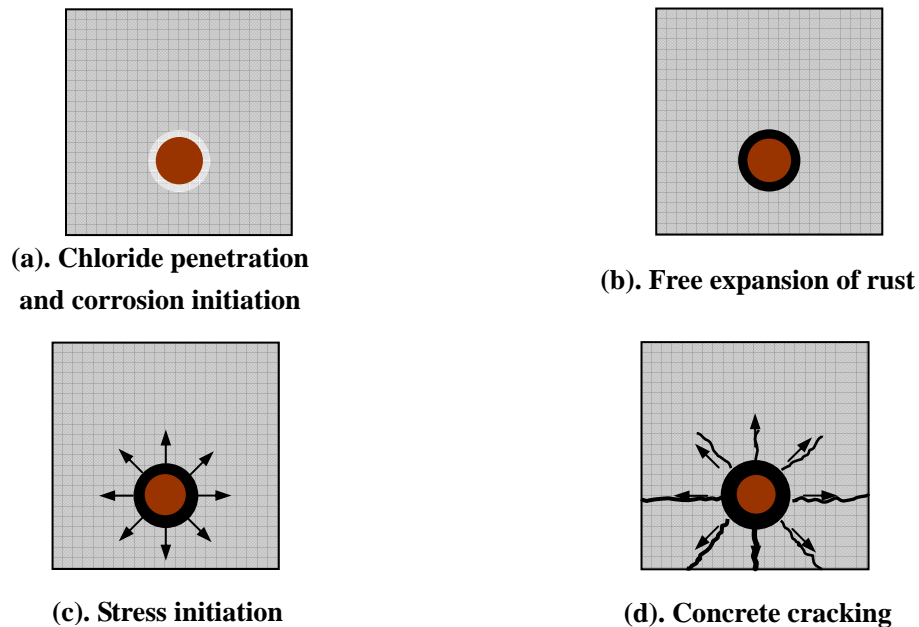 (a). Chloride penetration
and corrosion initiation
(b). Free expansion of rust
(c). Stress initiation
(d). Concrete cracking